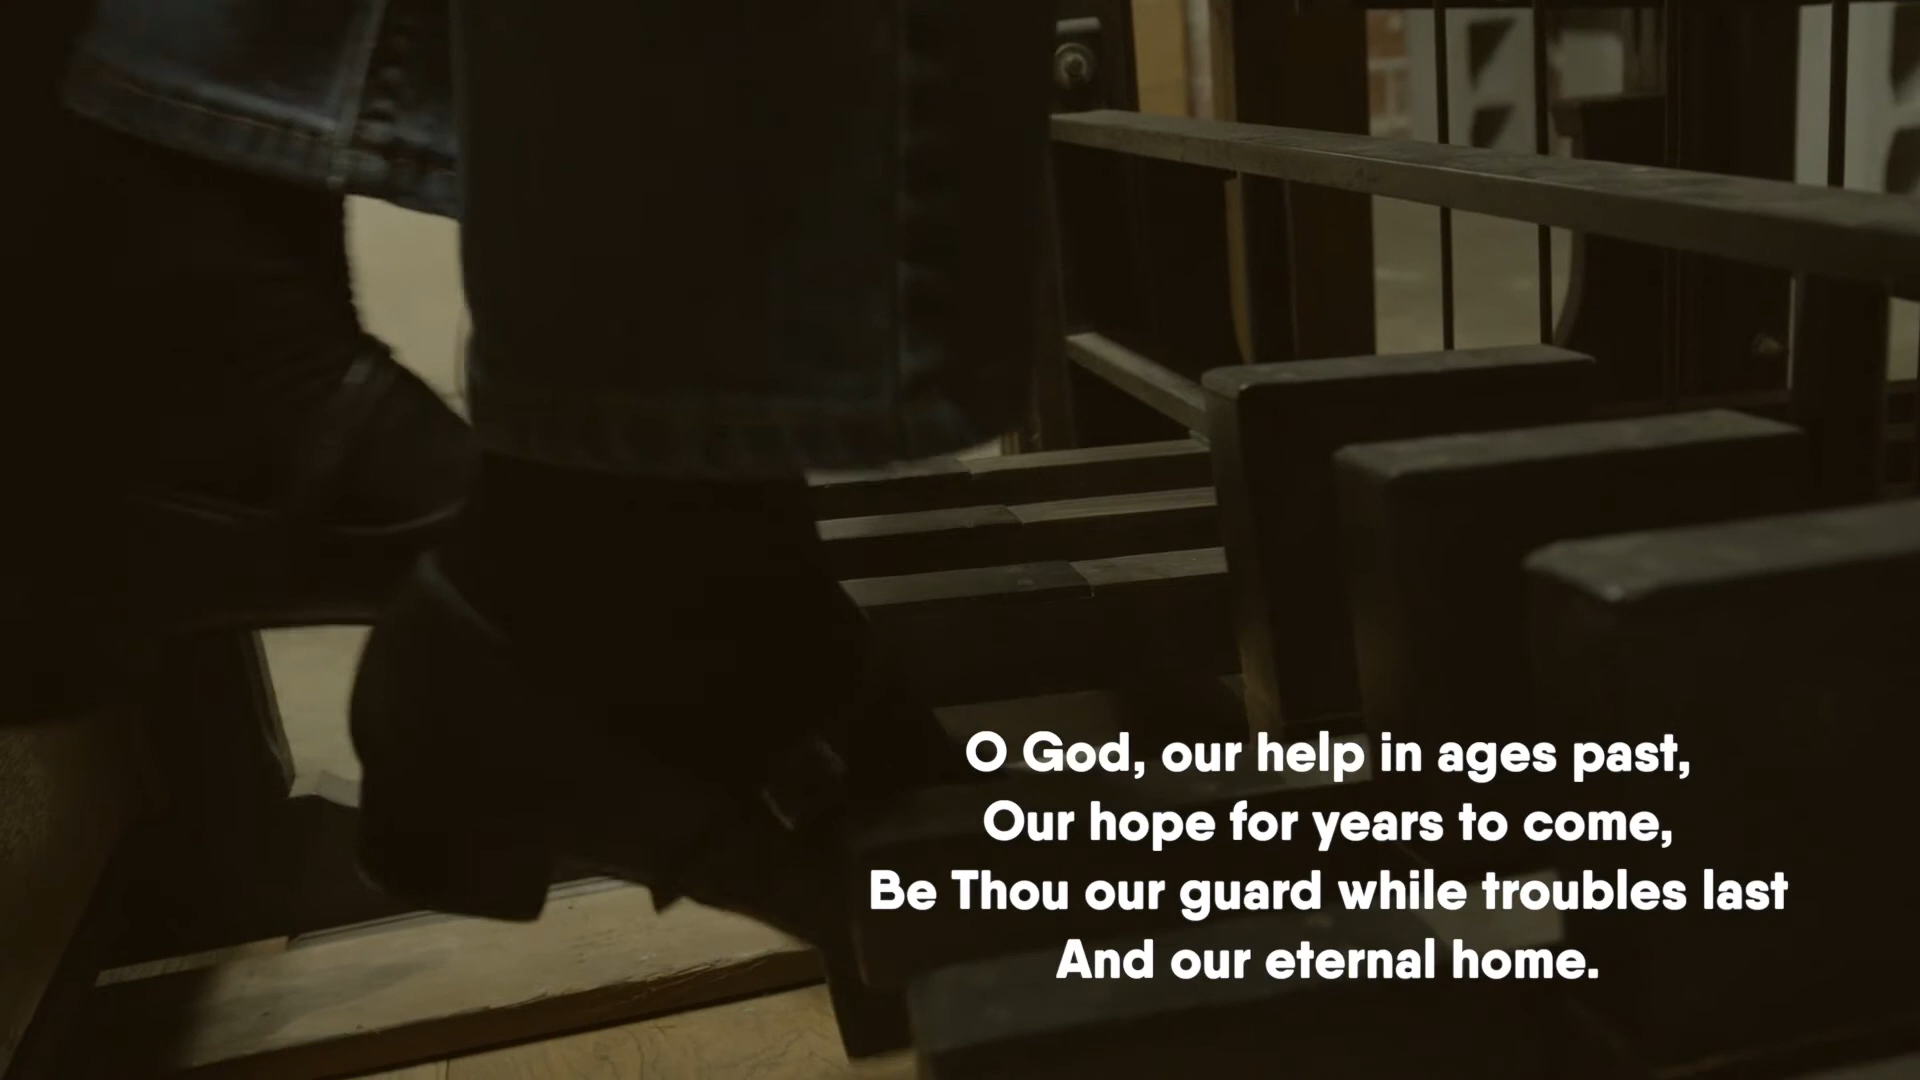 O God, our help in ages past,
Our hope for years to come,
Be Thou our guard while troubles last
And our eternal home.